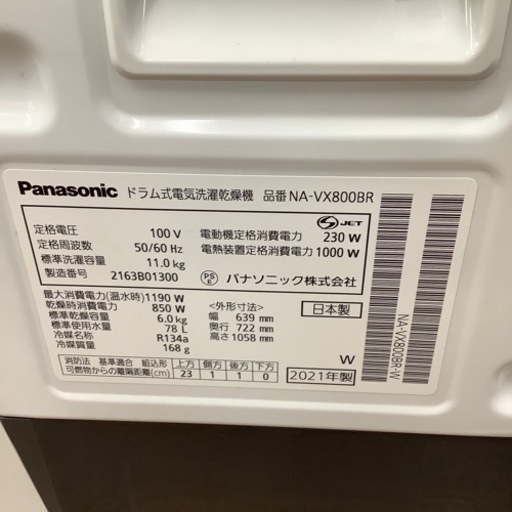 Panasonic ドラム式電気洗濯乾燥機 品番 NA-VX800BR
定格電圧 100 V
定格周波数 50/60 Hz
標準洗濯容量 11.0 kg
製造番号 2163B01300
S JET
電動機定格消費電力 230 W
電熱装置定格消費電力 1000 W
PS E パナソニック株式会社
最大消費電力(温水時) 1190 W
乾燥時消費電力 850 W
標準乾燥容量 6.0 kg
標準使用水量 78 L
冷媒名称 R134a
冷媒質量 168 g
<外形寸法>
幅 639 mm
奥行 722 mm
高さ 1058 mm
日本製
消防法 基準適合 組込形 上方 側方 後方 下方
可燃物からの離隔距離(cm) 23 1 1 0
W
2021年製
NA-VX800BR-W